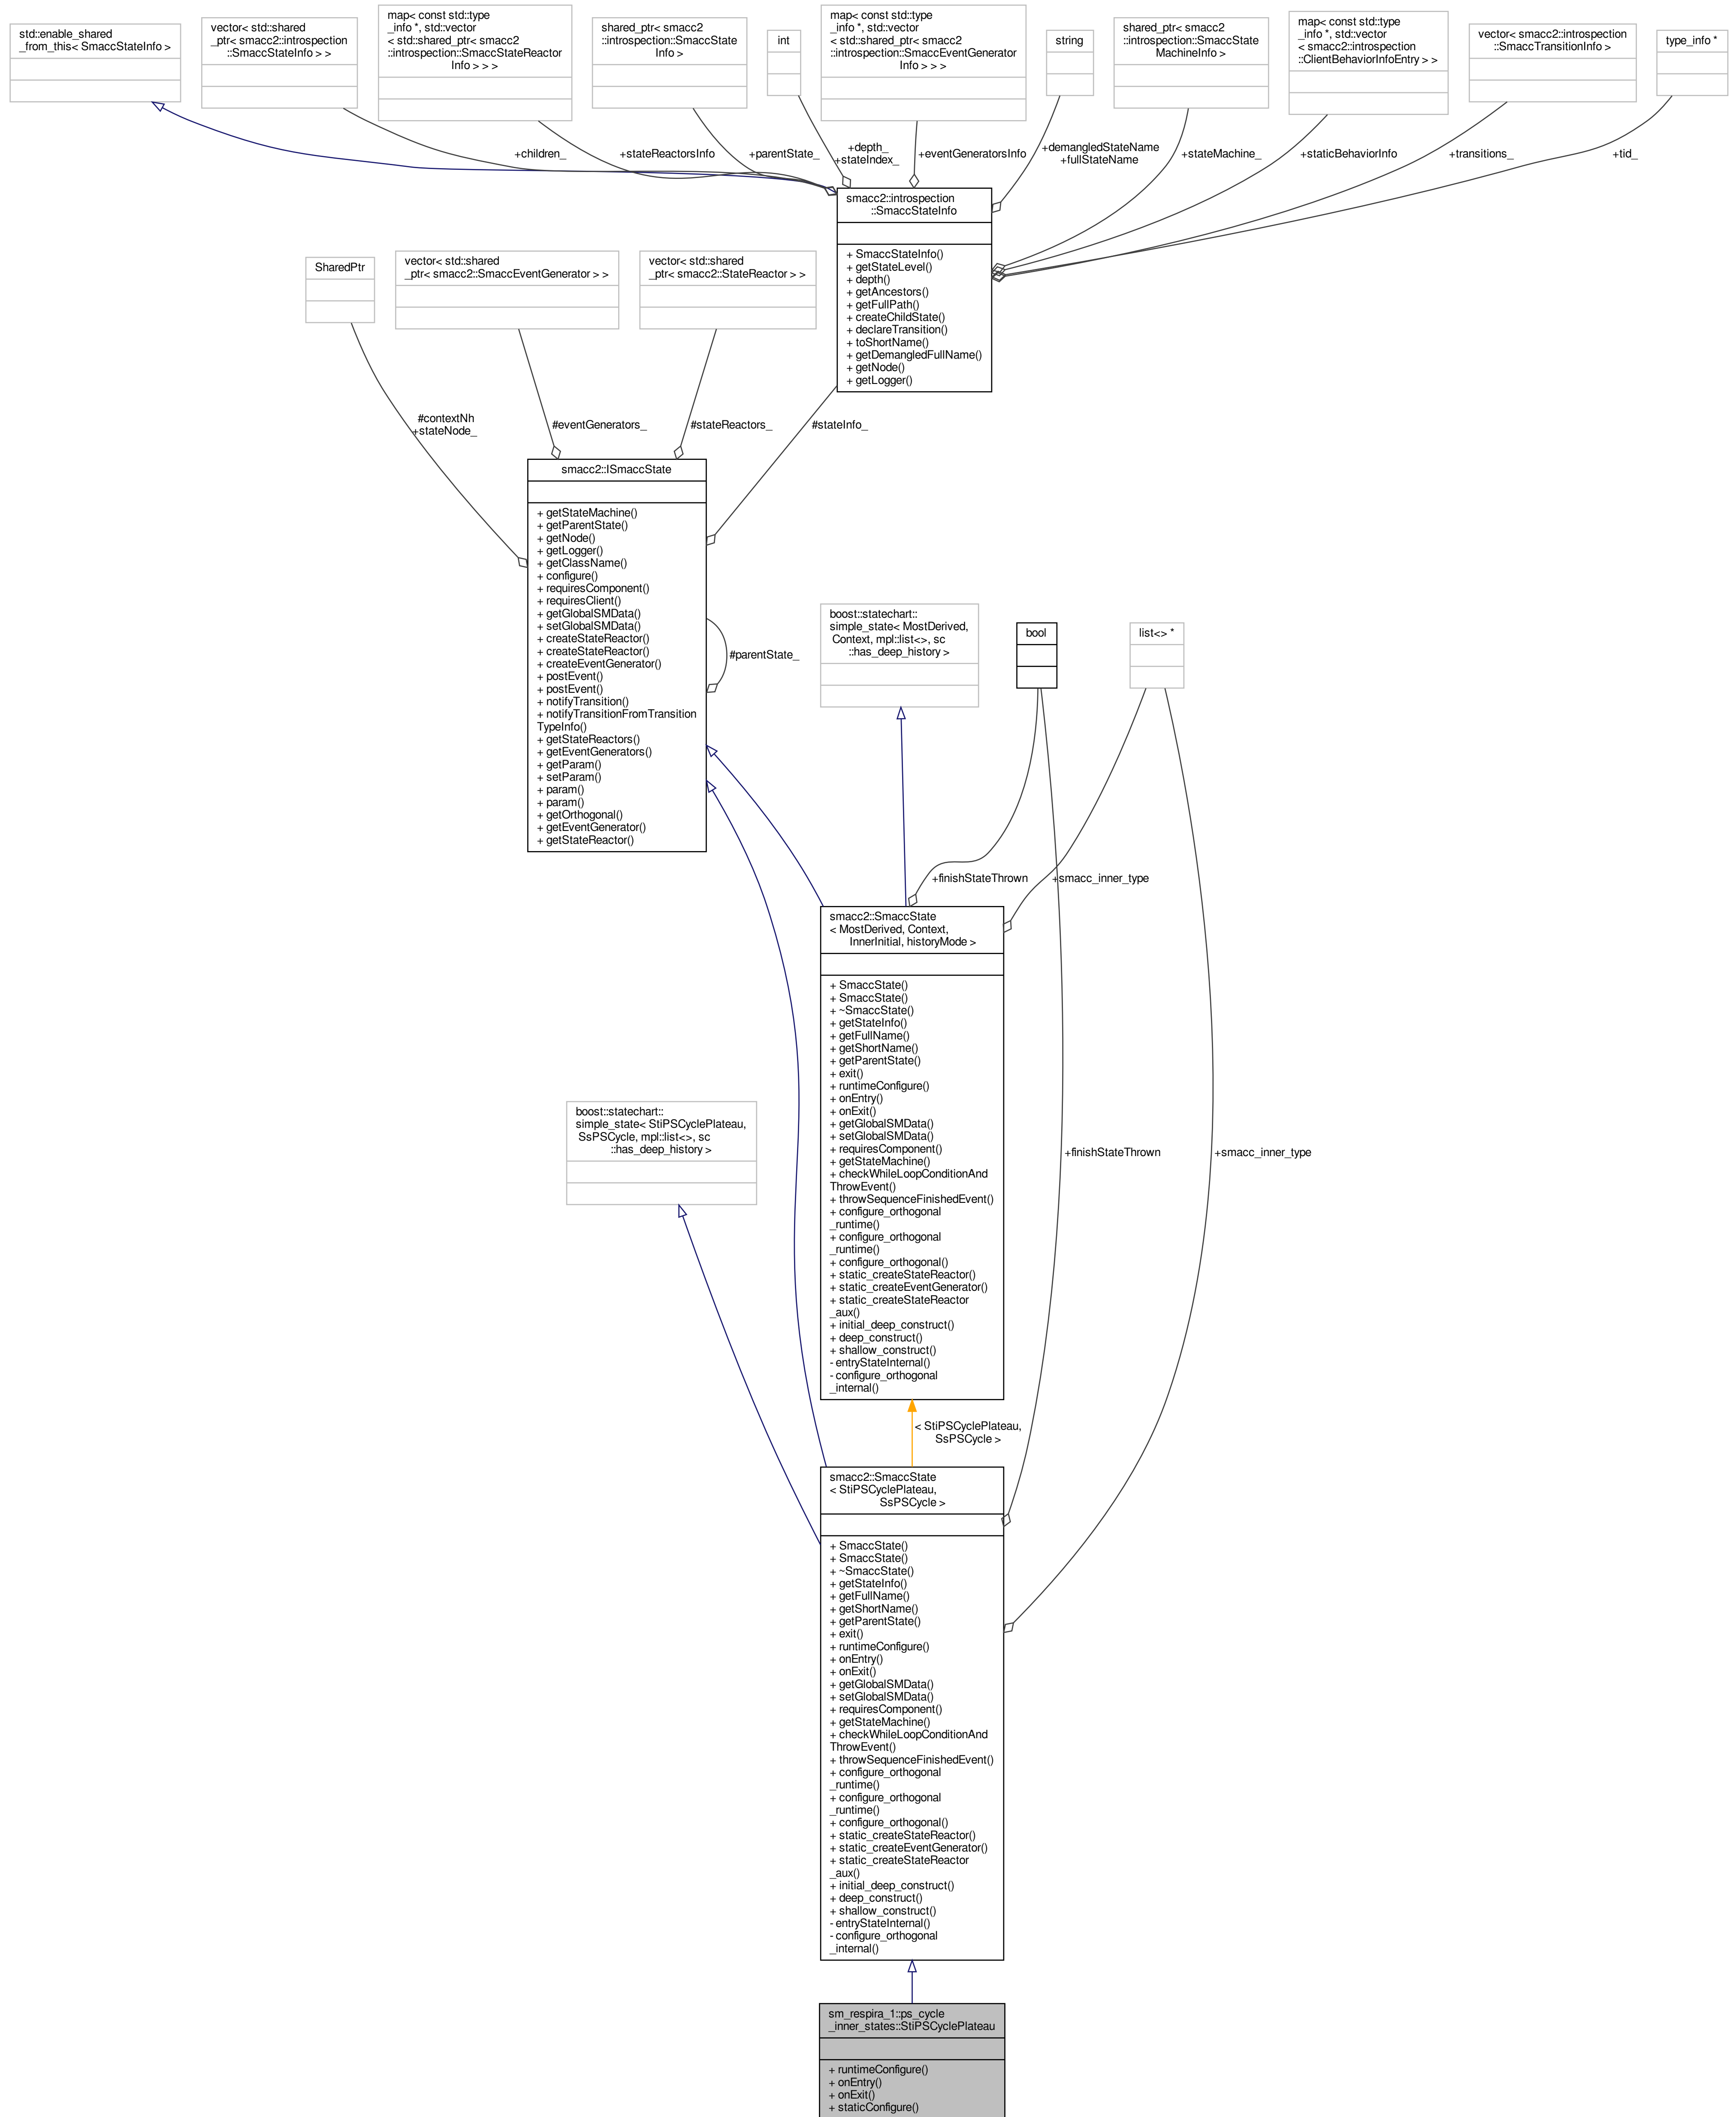 std::enable_shared
_from_this< SmaccStateInfo >
vector< std::shared
_ptr< smacc2::introspection
::SmaccStateInfo > >
map< const std::type
_info *, std::vector
< std::shared_ptr< smacc2
::introspection::SmaccStateReactor
Info > > >
shared_ptr< smacc2
::introspection::SmaccState
Info >
int
map< const std::type
_info *, std::vector
< std::shared_ptr< smacc2
::introspection::SmaccEventGenerator
Info > > >
string
shared_ptr< smacc2
::introspection::SmaccState
MachineInfo >
map< const std::type
_info *, std::vector
< smacc2::introspection
::ClientBehaviorInfoEntry > >
vector< smacc2::introspection
::SmaccTransitionInfo >
type_info *
+children_
+stateReactorsInfo
+parentState_
+depth_
+stateIndex_
+eventGeneratorsInfo
+demangledStateName
+fullStateName
+stateMachine_
+staticBehaviorInfo
+transitions_
+tid_
smacc2::introspection
::SmaccStateInfo
+ SmaccStateInfo()
+ getStateLevel()
+ depth()
+ getAncestors()
+ getFullPath()
+ createChildState()
+ declareTransition()
+ toShortName()
+ getDemangledFullName()
+ getNode()
+ getLogger()
SharedPtr
vector< std::shared
_ptr< smacc2::SmaccEventGenerator > >
vector< std::shared
_ptr< smacc2::StateReactor > >
#contextNh
+stateNode_
#eventGenerators_
#stateReactors_
#stateInfo_
smacc2::ISmaccState
+ getStateMachine()
+ getParentState()
+ getNode()
+ getLogger()
+ getClassName()
+ configure()
+ requiresComponent()
+ requiresClient()
+ getGlobalSMData()
+ setGlobalSMData()
+ createStateReactor()
+ createStateReactor()
+ createEventGenerator()
+ postEvent()
+ postEvent()
+ notifyTransition()
+ notifyTransitionFromTransition
TypeInfo()
+ getStateReactors()
+ getEventGenerators()
+ getParam()
+ setParam()
+ param()
+ param()
+ getOrthogonal()
+ getEventGenerator()
+ getStateReactor()
#parentState_
boost::statechart::
simple_state< MostDerived,
Context, mpl::list<>, sc
::has_deep_history >
bool
list<> *
+finishStateThrown
+smacc_inner_type
smacc2::SmaccState
< MostDerived, Context,
InnerInitial, historyMode >
+ SmaccState()
+ SmaccState()
+ ~SmaccState()
+ getStateInfo()
+ getFullName()
+ getShortName()
+ getParentState()
+ exit()
+ runtimeConfigure()
+ onEntry()
+ onExit()
+ getGlobalSMData()
+ setGlobalSMData()
+ requiresComponent()
+ getStateMachine()
+ checkWhileLoopConditionAnd
ThrowEvent()
+ throwSequenceFinishedEvent()
+ configure_orthogonal
_runtime()
+ configure_orthogonal
_runtime()
+ configure_orthogonal()
+ static_createStateReactor()
+ static_createEventGenerator()
+ static_createStateReactor
_aux()
+ initial_deep_construct()
+ deep_construct()
+ shallow_construct()
- entryStateInternal()
- configure_orthogonal
_internal()
boost::statechart::
simple_state< StiPSCyclePlateau,
SsPSCycle, mpl::list<>, sc
::has_deep_history >
+finishStateThrown
+smacc_inner_type
< StiPSCyclePlateau,
SsPSCycle >
smacc2::SmaccState
< StiPSCyclePlateau,
SsPSCycle >
+ SmaccState()
+ SmaccState()
+ ~SmaccState()
+ getStateInfo()
+ getFullName()
+ getShortName()
+ getParentState()
+ exit()
+ runtimeConfigure()
+ onEntry()
+ onExit()
+ getGlobalSMData()
+ setGlobalSMData()
+ requiresComponent()
+ getStateMachine()
+ checkWhileLoopConditionAnd
ThrowEvent()
+ throwSequenceFinishedEvent()
+ configure_orthogonal
_runtime()
+ configure_orthogonal
_runtime()
+ configure_orthogonal()
+ static_createStateReactor()
+ static_createEventGenerator()
+ static_createStateReactor
_aux()
+ initial_deep_construct()
+ deep_construct()
+ shallow_construct()
- entryStateInternal()
- configure_orthogonal
_internal()
sm_respira_1::ps_cycle
_inner_states::StiPSCyclePlateau
+ runtimeConfigure()
+ onEntry()
+ onExit()
+ staticConfigure()